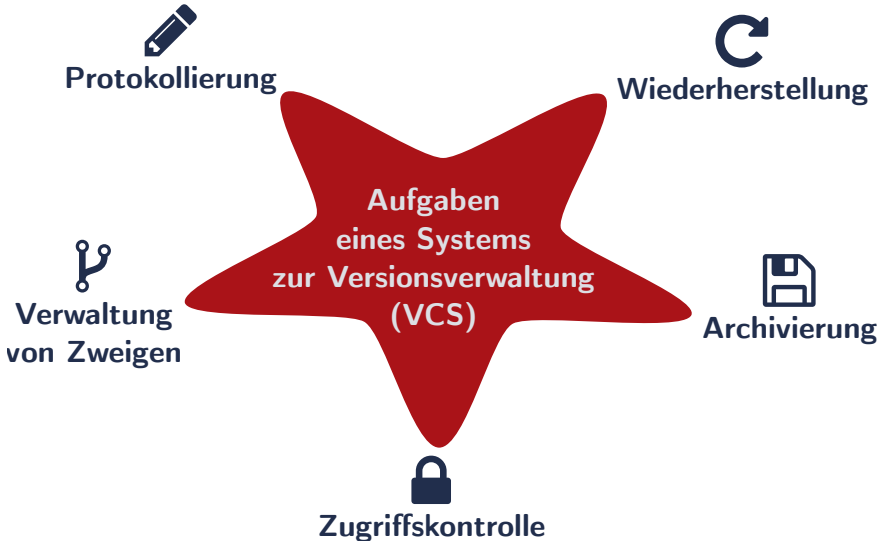 Protokollierung
Wiederherstellung
Aufgaben
eines Systems
zur Versionsverwaltung
(VCS)
Verwaltung
von Zweigen
Archivierung
Zugriffskontrolle